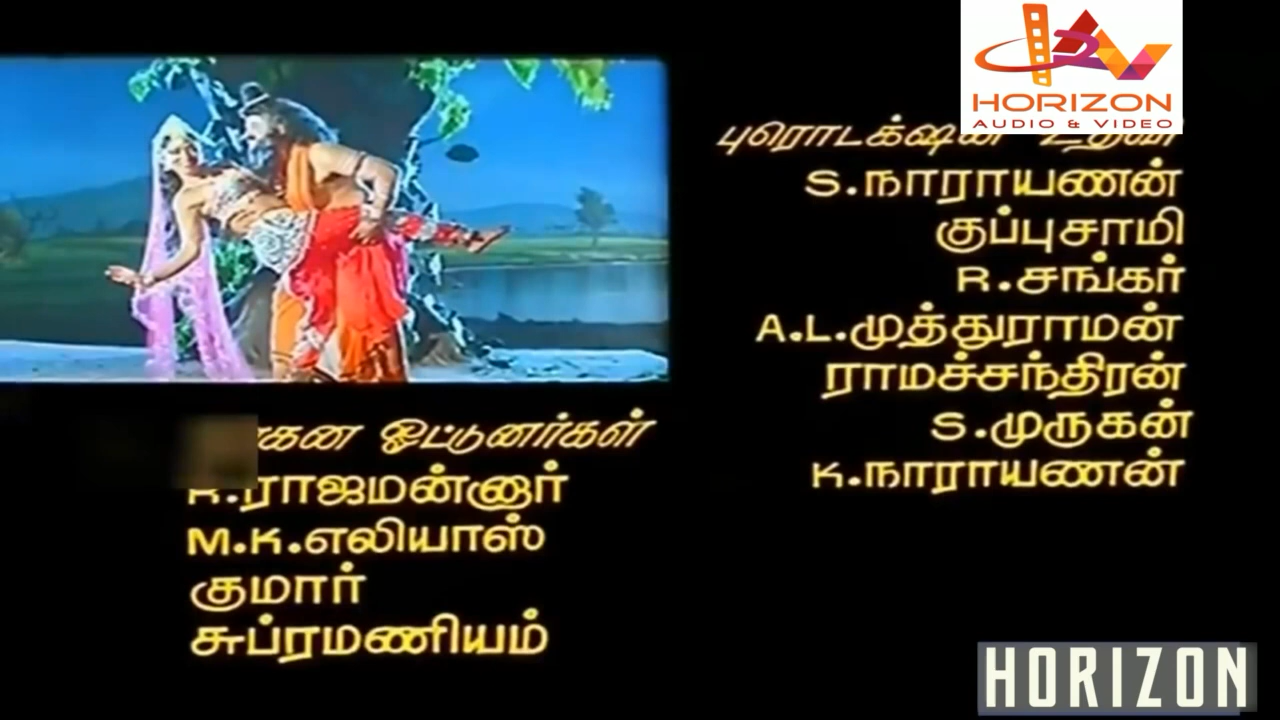 HORIZON
AUDIO & VIDEO
S.நாராயணன்
குப்புசாமி
R.சங்கர்
A.L.முத்துராமன்
ராமச்சந்திரன்
S.முருகன்
K.நாராயணன்
ஓட்டுனர்கள்
ராஜமன்னார்
M.K.எலியாஸ்
குமார்
சுப்ரமணியம்
HORIZON